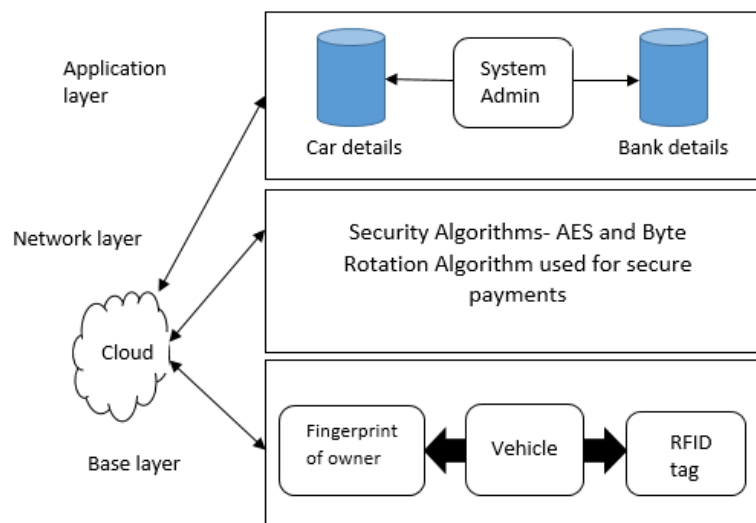 Application
layer
System
Admin
Car details
Bank details
Network layer
Security Algorithms- AES and Byte
Rotation Algorithm used for secure
payments
Cloud
Base layer
Fingerprint
of owner
Vehicle
RFID
tag